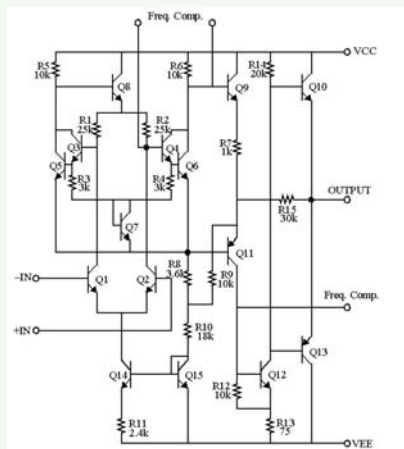 Freq. Comp.
VCC
R5
10k
R6
10k
R14
20k
Q8
Q9
Q10
R1
25k
R2
25k
Q5
Q3
Q4
Q6
R7
1k
R3
3k
R4
3k
OUTPUT
R15
30k
Q7
Q11
R8
3.6k
R9
10k
−IN
Q1
Q2
Freq. Comp.
+IN
R10
18k
Q13
Q14
Q15
R12
10k
Q12
R11
2.4k
R13
75
VEE